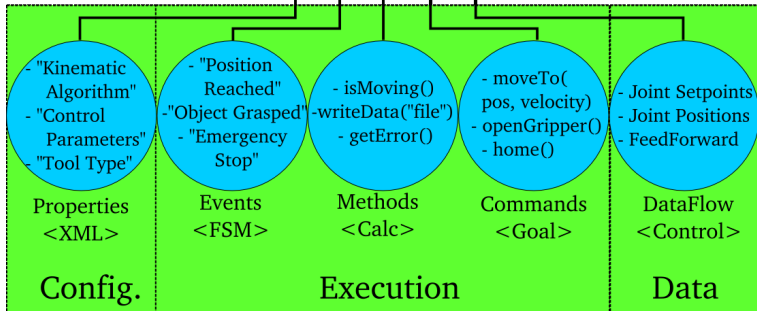 - "Kinematic
Algorithm"
- "Control
Parameters"
- "Tool Type"
Properties
<XML>
- "Position
Reached"
-"Object Grasped"
- "Emergency
Stop"
Events
<FSM>
- isMoving()
-writeData("file")
- getError()
Methods
<Calc>
- moveTo(
pos, velocity)
- openGripper()
- home()
Commands
<Goal>
- Joint Setpoints
- Joint Positions
- FeedForward
DataFlow
<Control>
Config.
Execution
Data